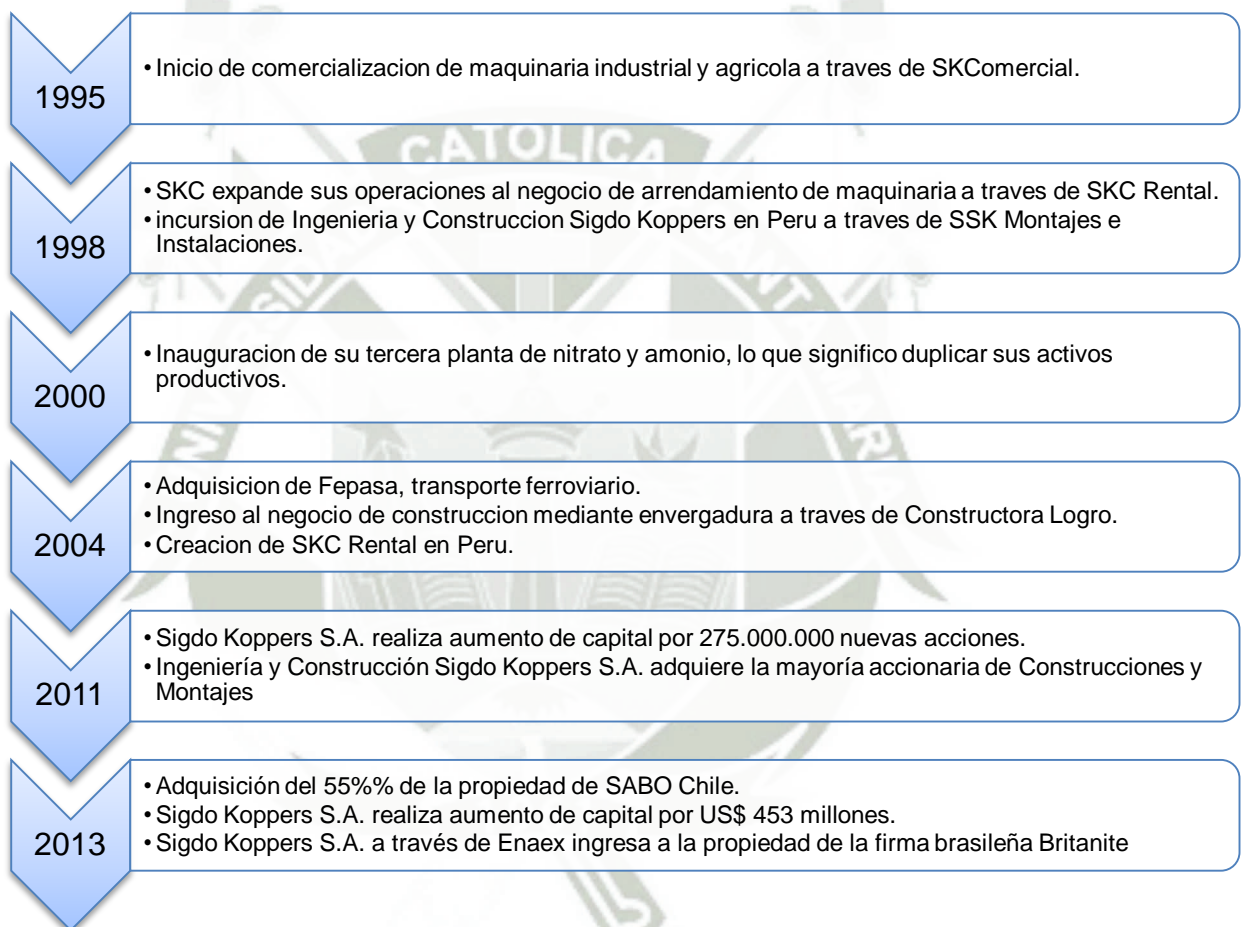 1995
• Inicio de comercializacion de maquinaria industrial y agricola a traves de SKComercial.
1998
• SKC expande sus operaciones al negocio de arrendamiento de maquinaria a traves de SKC Rental.
• incursion de Ingenieria y Construccion Sigdo Koppers en Peru a traves de SSK Montajes e
Instalaciones.
2000
• Inauguracion de su tercera planta de nitrato y amonio, lo que significo duplicar sus activos
productivos.
2004
• Adquisicion de Fepasa, transporte ferroviario.
• Ingreso al negocio de construccion mediante envergadura a traves de Constructora Logro.
• Creacion de SKC Rental en Peru.
2011
• Sigdo Koppers S.A. realiza aumento de capital por 275.000.000 nuevas acciones.
• Ingeniería y Construcción Sigdo Koppers S.A. adquiere la mayoría accionaria de Construcciones y
Montajes
2013
• Adquisición del 55%% de la propiedad de SABO Chile.
• Sigdo Koppers S.A. realiza aumento de capital por US$ 453 millones.
• Sigdo Koppers S.A. a través de Enaex ingresa a la propiedad de la firma brasileña Britanite
CATOLICA